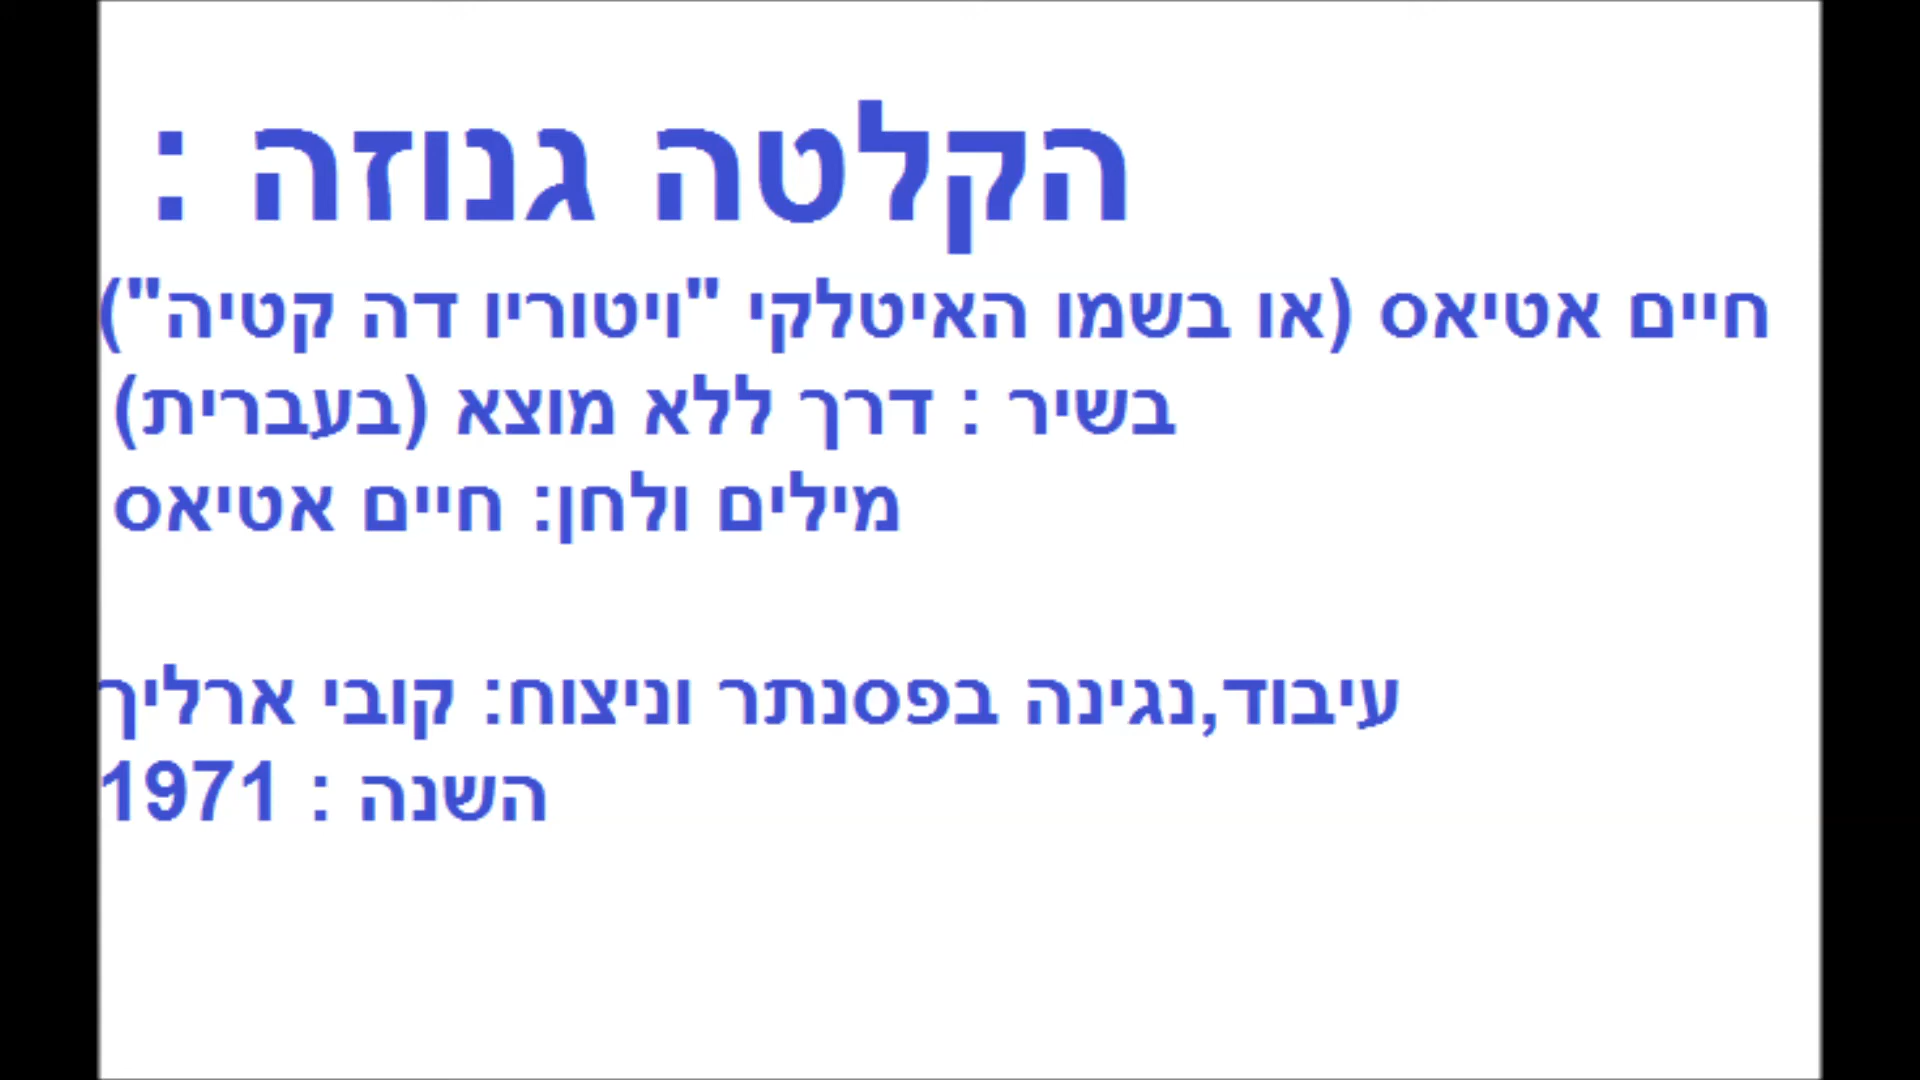 הקלטה גנוזה :
חיים אטיאס (או בשמו האיטלקי "ויטוריו דה קטיה")
בשיר : דרך ללא מוצא (בעברית)
מילים ולחן: חיים אטיאס
עיבוד,נגינה בפסנתר וניצוח: קובי ארליך
השנה : 1971